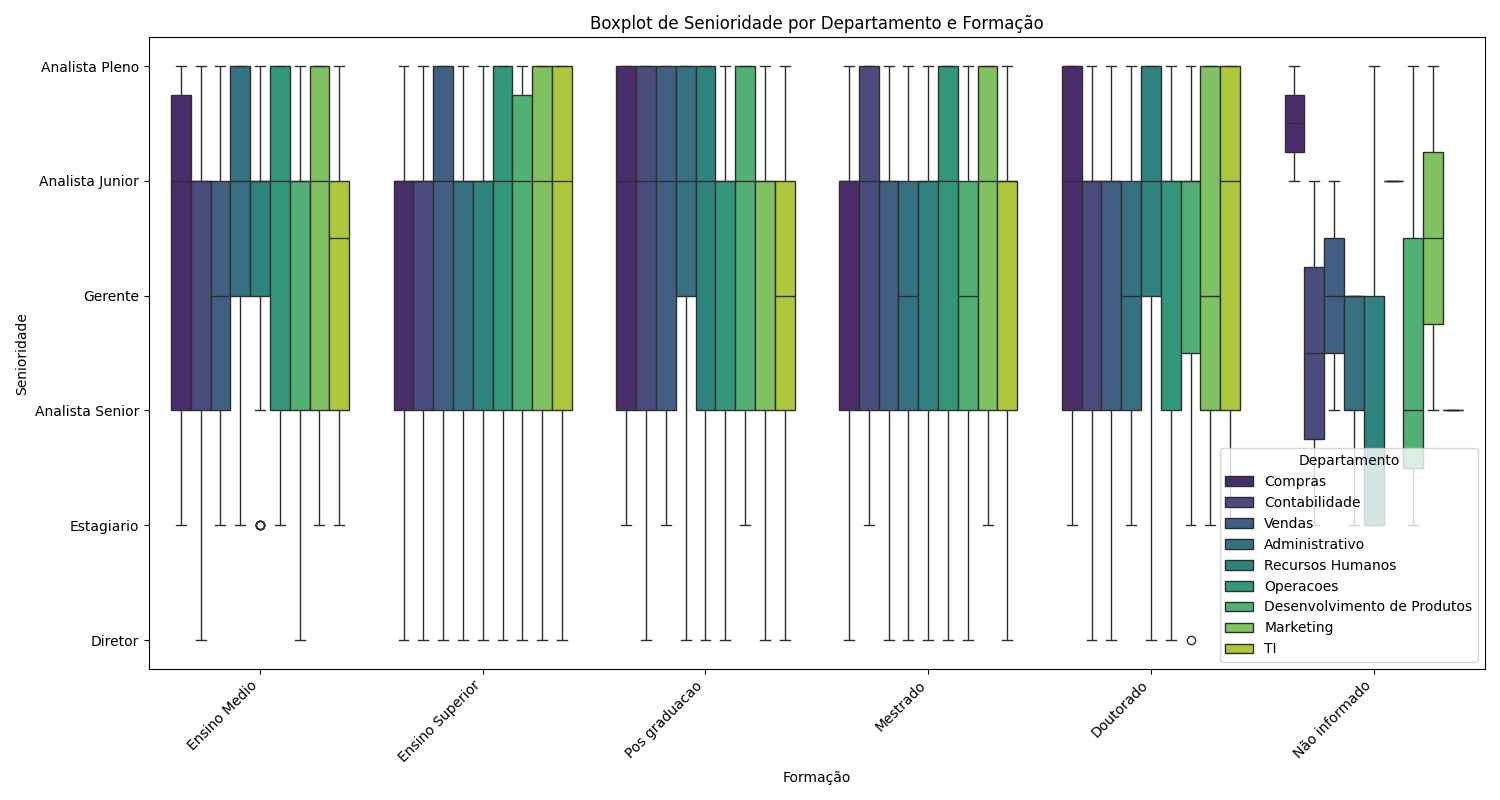 Boxplot de Senioridade por Departamento e Formação
Senioridade
Analista Pleno
Analista Junior
Gerente
Analista Senior
Estagiario
Diretor
Departamento
Compras
Contabilidade
Vendas
Administrativo
Recursos Humanos
Operacoes
Desenvolvimento de Produtos
Marketing
TI
Ensino Medio
Ensino Superior
Pos graduacao
Mestrado
Doutorado
Não informado
Formação